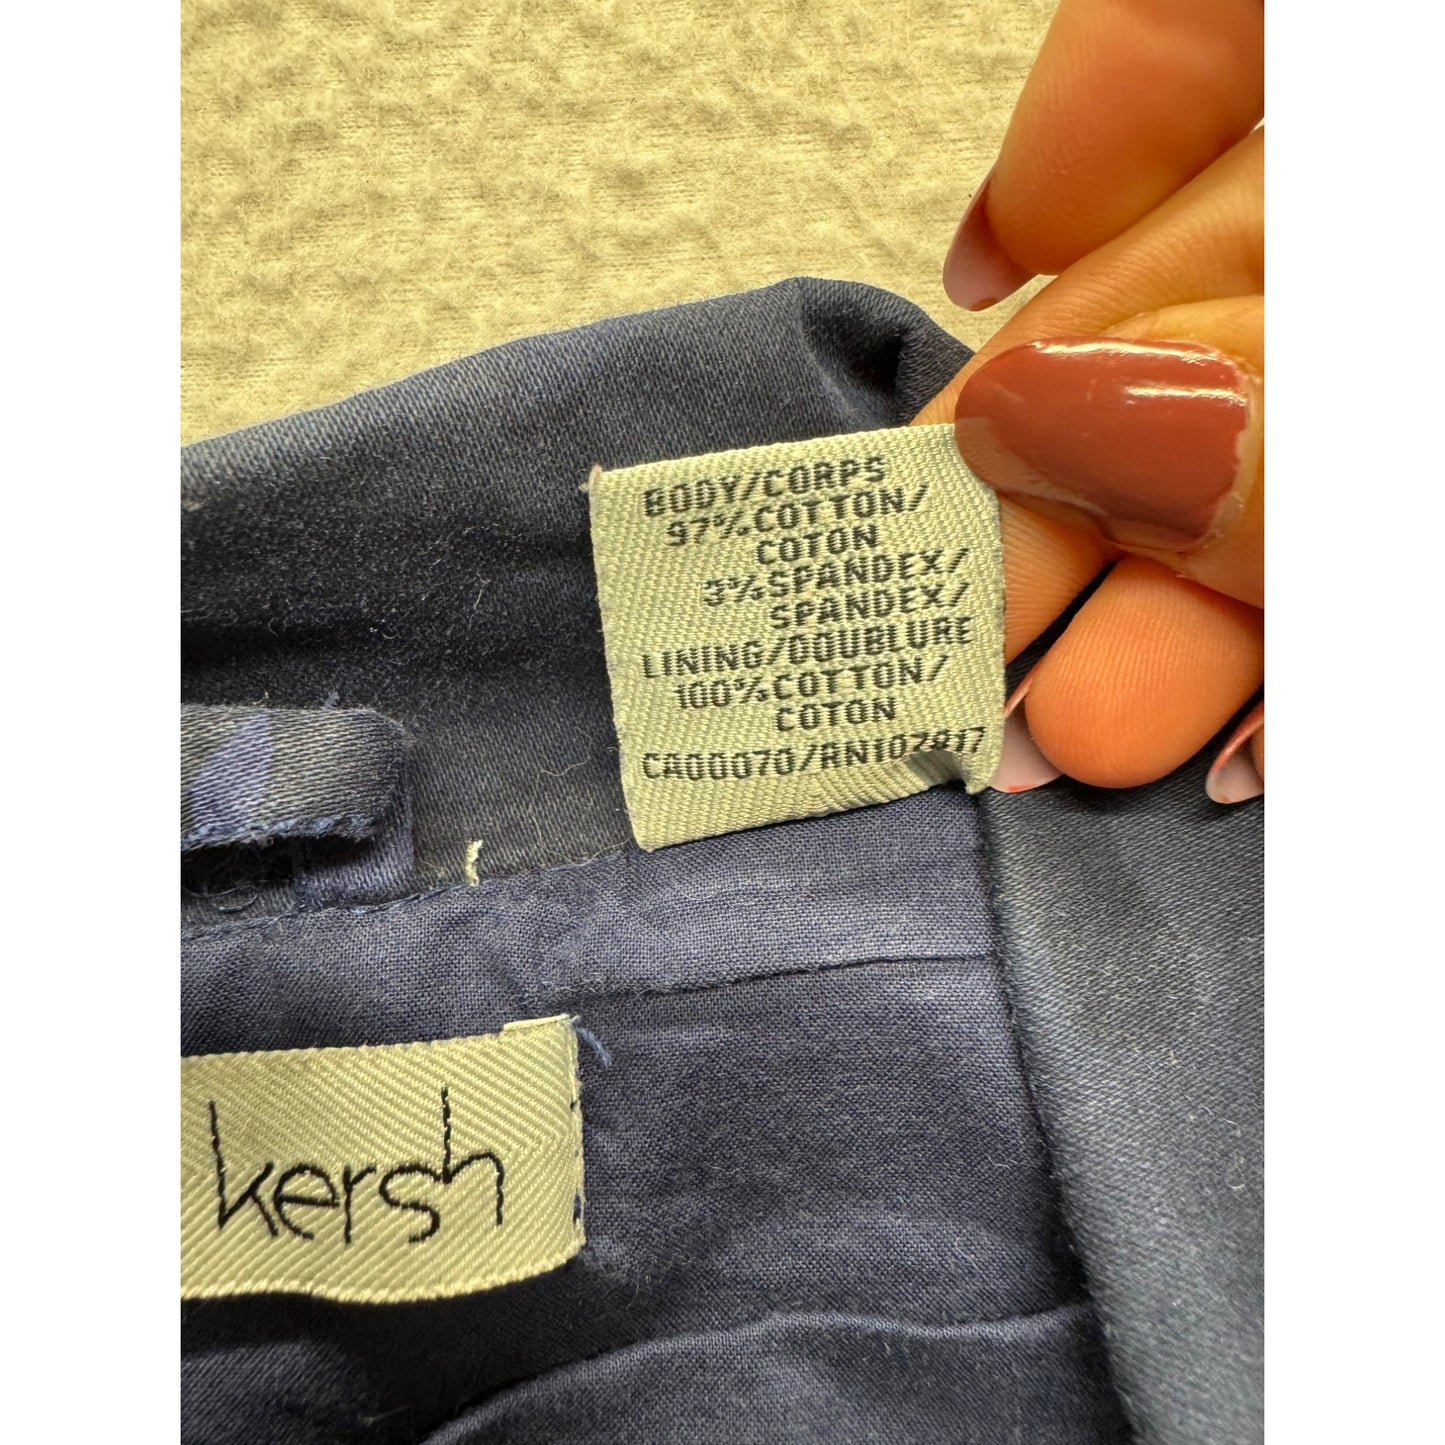 BODY/CORPS
97%COTTON/
COTON
3%SPANDEX/
SPANDEX/
LINING/DOUBLURE
100%COTTON/
COTON
CA00070/RN102817
kersh